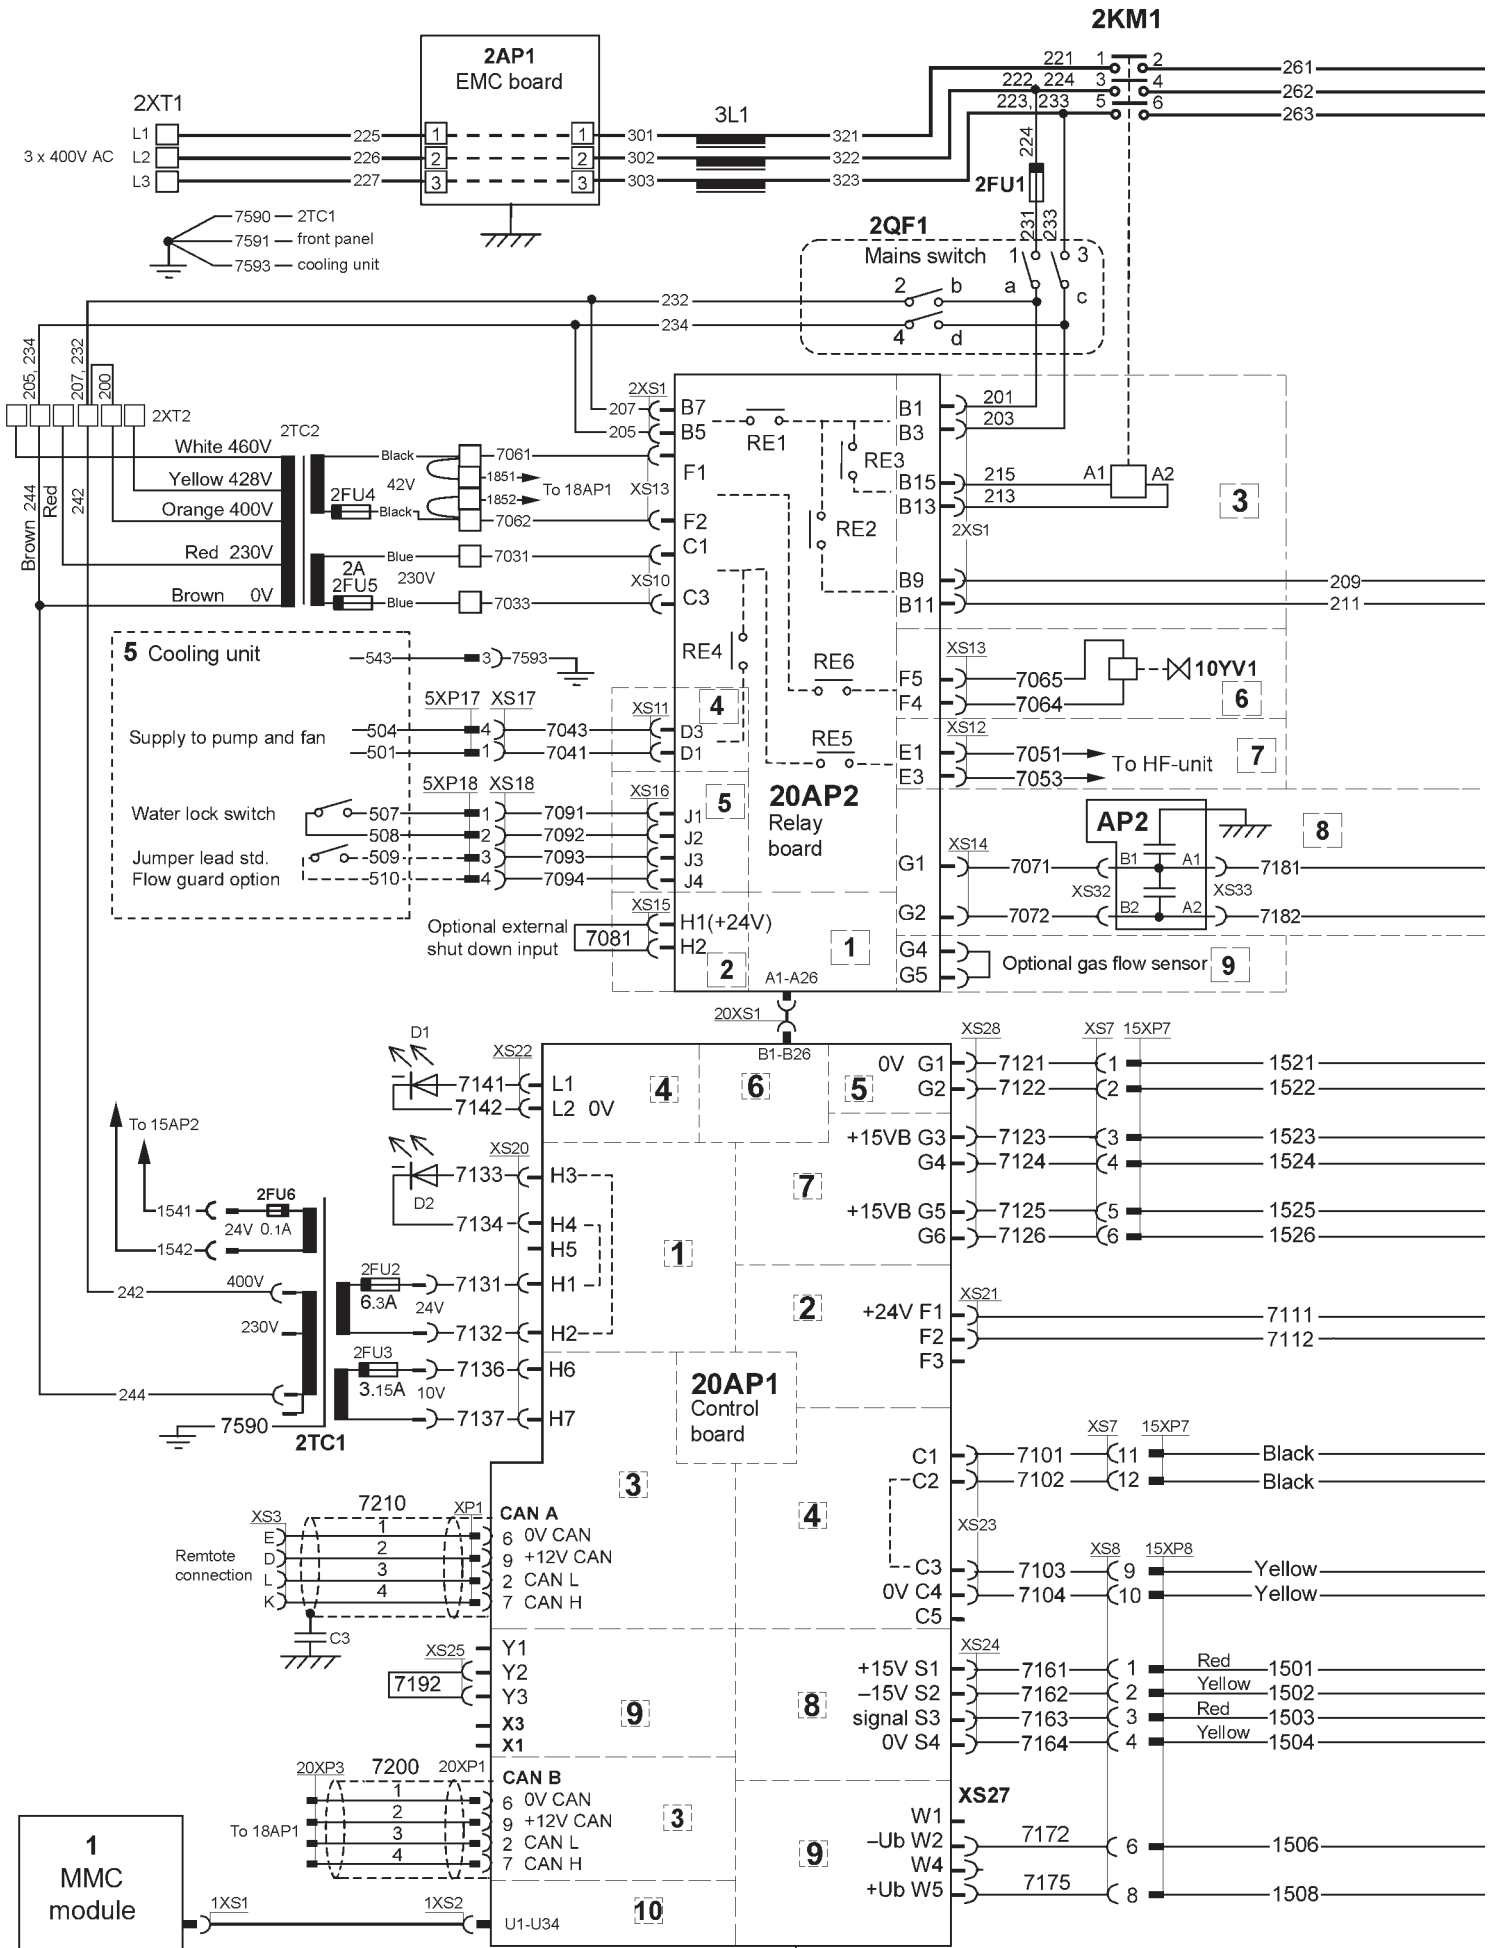 2KM1
2AP1
EMC board
221 1 2 261
222, 224 3 4 262
223, 233 5 6 263
2XT1
3L1
3 x 400V AC
L1 225 1 1 301 321
L2 226 2 2 302 322
L3 227 3 3 303 323
224
2FU1
231 233
7590 2TC1
7591 front panel
7593 cooling unit
2QF1
Mains switch
1 3
a c
2 b
4 d
232
234
205, 234
207, 232
200
2XT2
2TC2
White 460V
Yellow 428V
Orange 400V
Red 230V
Brown 0V
Brown 244
Red
242
Black 7061
42V
1851
1852
To 18AP1
2FU4
Black 7062
Blue 7031
2A
2FU5
230V
Blue 7033
2XS1
207 B7
205 B5
F1
XS13
F2
C1
XS10
C3
RE1
RE3
RE2
RE4
RE6
RE5
B1 201
B3 203
B15 215 A1 A2
B13 213
2XS1
3
B9 209
B11 211
XS13
F5 7065
F4 7064
10YV1
6
XS12
E1 7051
E3 7053
To HF-unit
7
20AP2
Relay
board
AP2
8
XS14
G1 7071 B1 A1 7181
XS32 XS33
G2 7072 B2 A2 7182
G4
G5
Optional gas flow sensor 9
5 Cooling unit
543 3 7593
5XP17 XS17 XS11
4
Supply to pump and fan
504 4 7043 D3
501 1 7041 D1
5XP18 XS18 XS16
5
Water lock switch
507 1 7091 J1
508 2 7092 J2
Jumper lead std.
509 3 7093 J3
Flow guard option
510 4 7094 J4
XS15
Optional external
shut down input
7081
H1(+24V)
H2
2
1
A1-A26
20XS1
B1-B26
D1
XS22
7141 L1
7142 L2 0V
4
6
5
XS28 XS7 15XP7
0V G1 7121 1 1521
G2 7122 2 1522
+15VB G3 7123 3 1523
G4 7124 4 1524
+15VB G5 7125 5 1525
G6 7126 6 1526
7
To 15AP2
XS20
D2
7133 H3
7134 H4
H5
1
2FU6
1541
24V 0.1A
1542
2FU2
6.3A
24V
7131 H1
7132 H2
242 400V
230V
2FU3
3.15A
10V
7136 H6
7137 H7
244
7590
2TC1
2
XS21
+24V F1 7111
F2 7112
F3
20AP1
Control
board
XS7 15XP7
C1 7101 11 Black
C2 7102 12 Black
3
4
XS23
XS8 15XP8
C3 7103 9 Yellow
0V C4 7104 10 Yellow
C5
7210
XS3 XP1
CAN A
E 1 6 0V CAN
D 2 9 +12V CAN
L 3 2 CAN L
K 4 7 CAN H
Remtote
connection
C3
XS25
Y1
Y2
7192
Y3
X3
X1
9
8
XS24
+15V S1 7161 1 Red 1501
–15V S2 7162 2 Yellow 1502
signal S3 7163 3 Red 1503
0V S4 7164 4 Yellow 1504
20XP3 7200 20XP1
CAN B
1 6 0V CAN
2 9 +12V CAN
3 2 CAN L
4 7 CAN H
To 18AP1
3
9
XS27
W1
–Ub W2 7172 6 1506
W4
+Ub W5 7175 8 1508
1
MMC
module
1XS1 1XS2
U1-U34
10